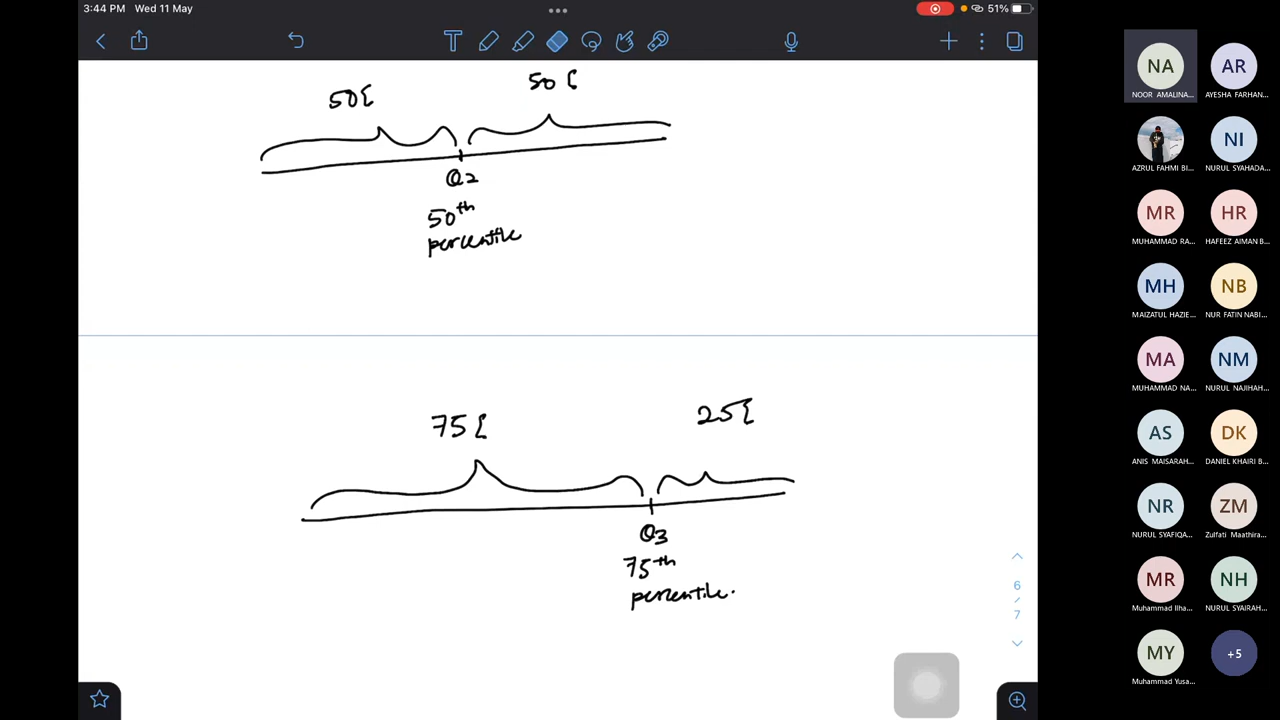 3:44 PM Wed 11 May
51%
50%
50%
Q2
50th
percentile
75%
25%
Q3
75th
percentile.
6
7
NA
NOOR AMALINA...
AR
AYESHA FARHAN...
AZRUL FAHMI BI...
NI
NURUL SYAHADA...
MR
MUHAMMAD RA...
HR
HAFEEZ AIMAN B...
MH
MAIZATUL HAZIE...
NB
NUR FATIN NABI...
MA
MUHAMMAD NA...
NM
NURUL NAJIHAH...
AS
ANIS MAISARAH...
DK
DANIEL KHAIRI B...
NR
NURUL SYAFIQA...
ZM
Zulfati Maathira...
MR
Muhammad Ilha...
NH
NURUL SYAIRAH...
MY
Muhammad Yusa...
+5